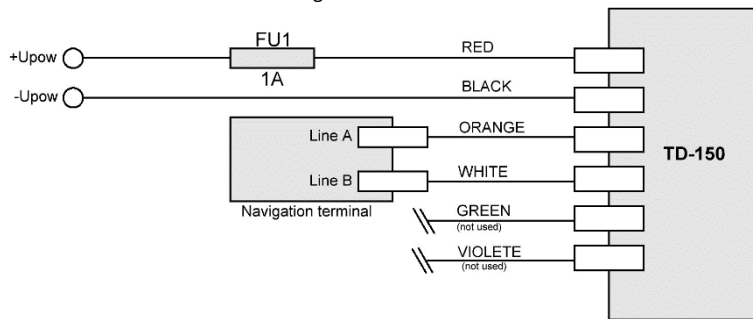 FU1
+Upow
RED
1A
-Upow
BLACK
Line A
ORANGE
TD-150
Line B
WHITE
Navigation terminal
GREEN
(not used)
VIOLETE
(not used)